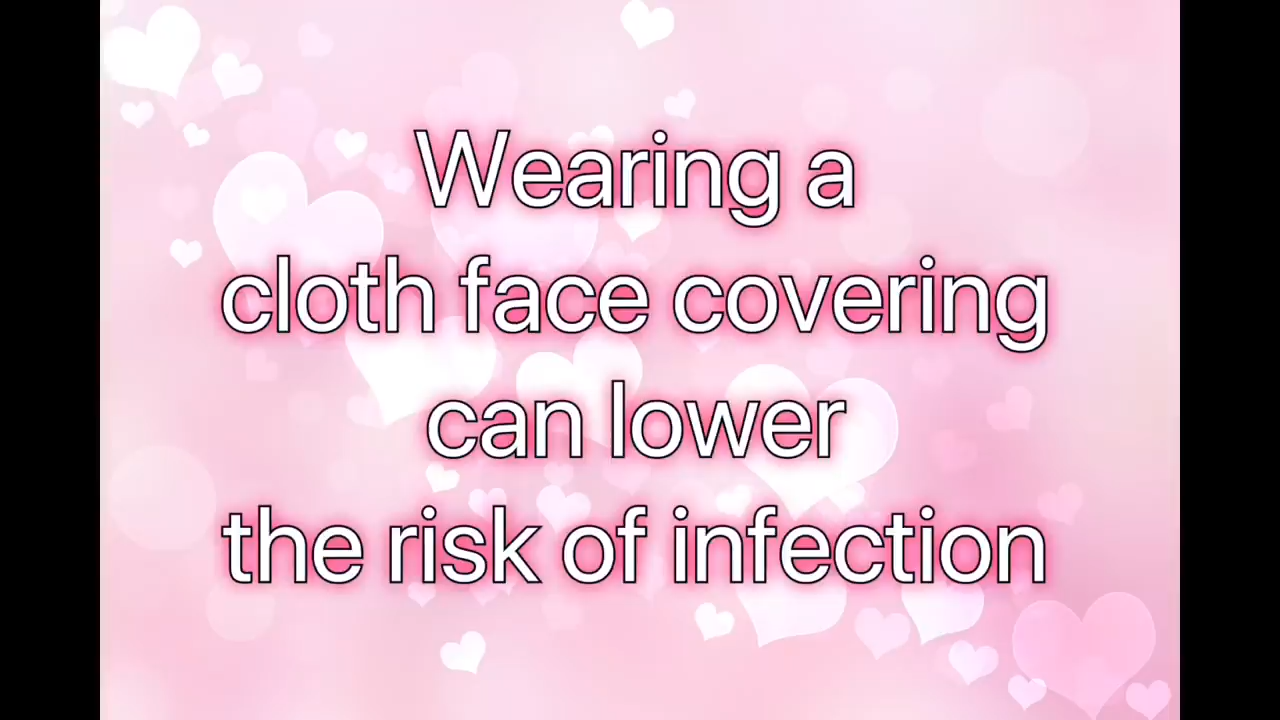 Wearing a
cloth face covering
can lower
the risk of infection